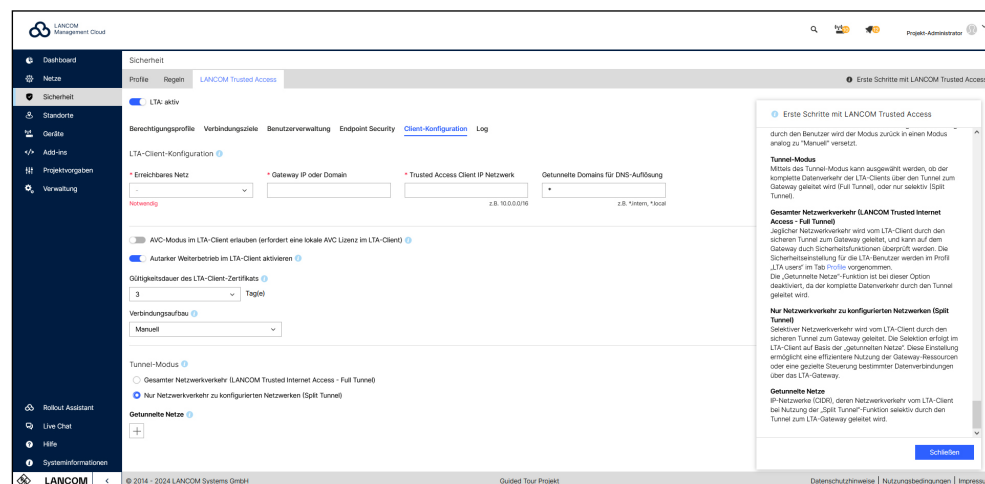 LANCOM
Management Cloud
Projekt-Administrator
Dashboard
Netze
Sicherheit
Standorte
Geräte
Add-ins
Projektvorgaben
Verwaltung
Rollout Assistant
Live Chat
Hilfe
Systeminformationen
LANCOM
Sicherheit
Profile Regeln LANCOM Trusted Access
Erste Schritte mit LANCOM Trusted Access
LTA: aktiv
Berechtigungsprofile Verbindungsziele Benutzerverwaltung Endpoint Security Client-Konfiguration Log
LTA-Client-Konfiguration
* Erreichbares Netz * Gateway IP oder Domain * Trusted Access Client IP Netzwerk Getunnelte Domains für DNS-Auflösung
- *
Notwendig z.B. 10.0.0.0/16 z.B. *.intern, *.local
AVC-Modus im LTA-Client erlauben (erfordert eine lokale AVC Lizenz im LTA-Client)
Autarker Weiterbetrieb im LTA-Client aktivieren
Gültigkeitsdauer des LTA-Client-Zertifikats
3 Tag(e)
Verbindungsaufbau
Manuell
Tunnel-Modus
Gesamter Netzwerkverkehr (LANCOM Trusted Internet Access - Full Tunnel)
Nur Netzwerkverkehr zu konfigurierten Netzwerken (Split Tunnel)
Getunnelte Netze
Erste Schritte mit LANCOM Trusted Access
durch den Benutzer wird der Modus zurück in einen Modus
analog zu "Manuell" versetzt.
Tunnel-Modus
Mittels des Tunnel-Modus kann ausgewählt werden, ob der
komplette Datenverkehr der LTA-Clients über den Tunnel zum
Gateway geleitet wird (Full Tunnel), oder nur selektiv (Split
Tunnel).
Gesamter Netzwerkverkehr (LANCOM Trusted Internet
Access - Full Tunnel)
Jeglicher Netzwerkverkehr wird vom LTA-Client durch den
sicheren Tunnel zum Gateway geleitet, und kann auf dem
Gateway duch Sicherheitsfunktionen überprüft werden. Die
Sicherheitseinstellung für die LTA-Benutzer werden im Profil
„LTA users" im Tab Profile vorgenommen.
Die „Getunnelte Netze"-Funktion ist bei dieser Option
deaktiviert, da der komplette Datenverkehr durch den Tunnel
geleitet wird.
Nur Netzwerkverkehr zu konfigurierten Netzwerken (Split
Tunnel)
Selektiver Netzwerkverkehr wird vom LTA-Client durch den
sicheren Tunnel zum Gateway geleitet. Die Selektion erfolgt im
LTA-Client auf Basis der „getunnelten Netze". Diese Einstellung
ermöglicht eine effizientere Nutzung der Gateway-Ressourcen
oder eine gezielte Steuerung bestimmter Datenverbindungen
über das LTA-Gateway.
Getunnelte Netze
IP-Netzwerke (CIDR), deren Netzwerkverkehr vom LTA-Client
bei Nutzung der „Split Tunnel"-Funktion selektiv durch den
Tunnel zum LTA-Gateway geleitet wird.
Schließen
© 2014 - 2024 LANCOM Systems GmbH Guided Tour Projekt Datenschutzhinweise | Nutzungsbedingungen | Impressu